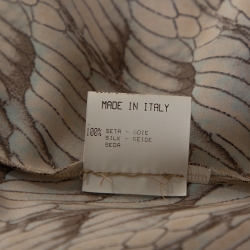 MADE IN ITALY
100% SETA - SOIE
SILK - SEIDE
SEDA